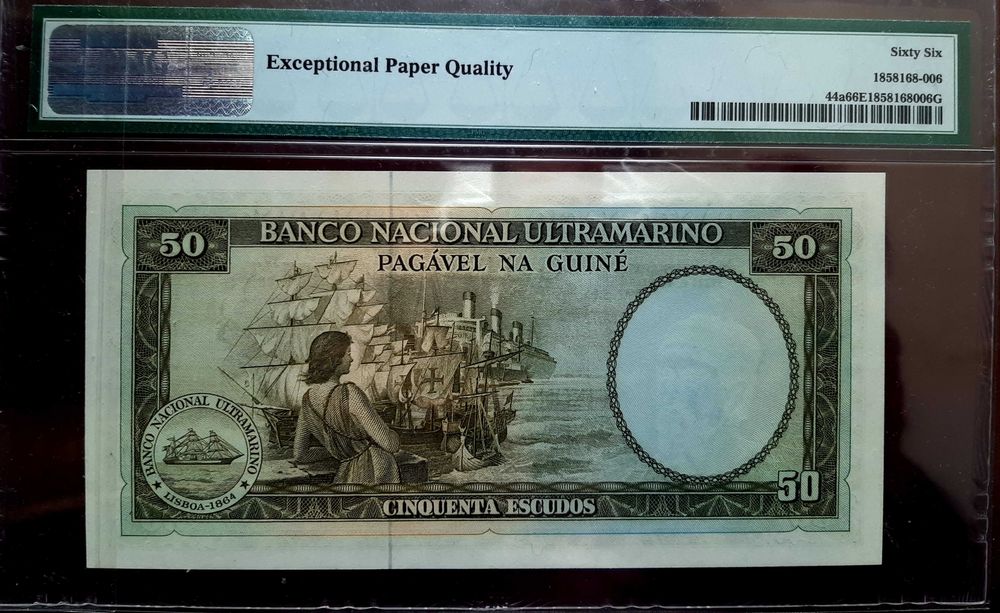 Exceptional Paper Quality
Sixty Six
1858168-006
44a66E1858168006G
50 BANCO NACIONAL ULTRAMARINO 50
PAGÁVEL NA GUINÉ
BANCO NACIONAL ULTRAMARINO
LISBOA-1864
50
CINQUENTA ESCUDOS